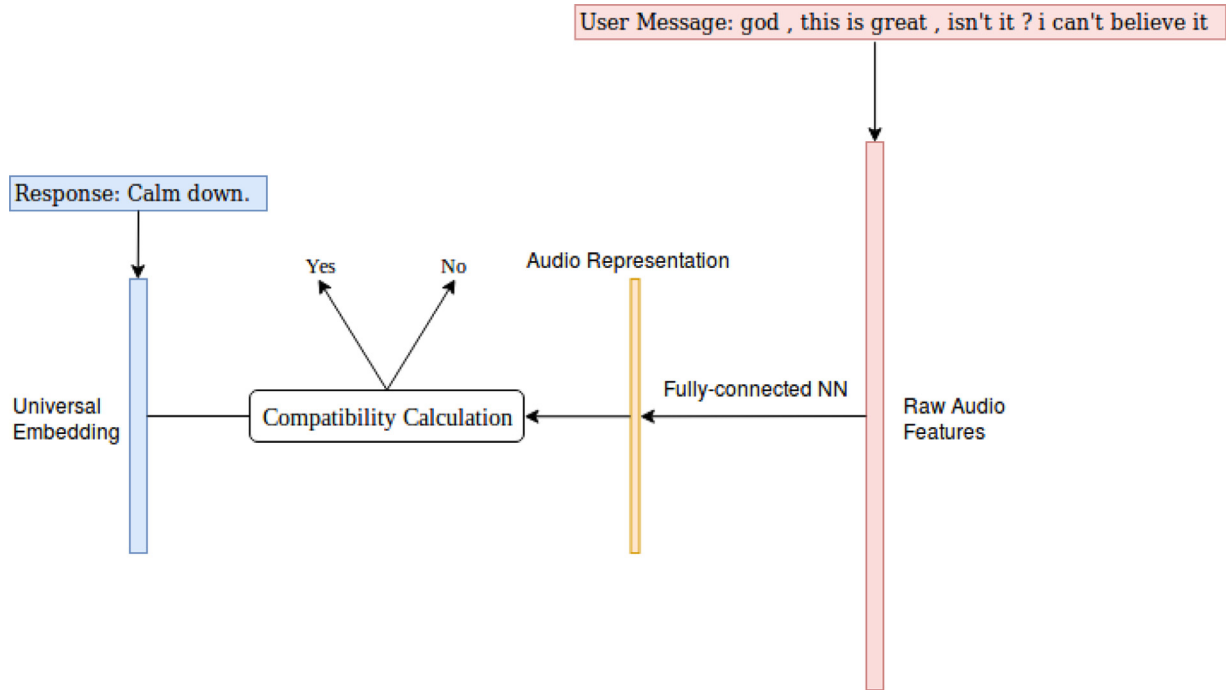 User Message: god , this is great , isn't it ? i can't believe it
Response: Calm down.
Yes
No
Audio Representation
Fully-connected NN
Universal
Embedding
Compatibility Calculation
Raw Audio
Features